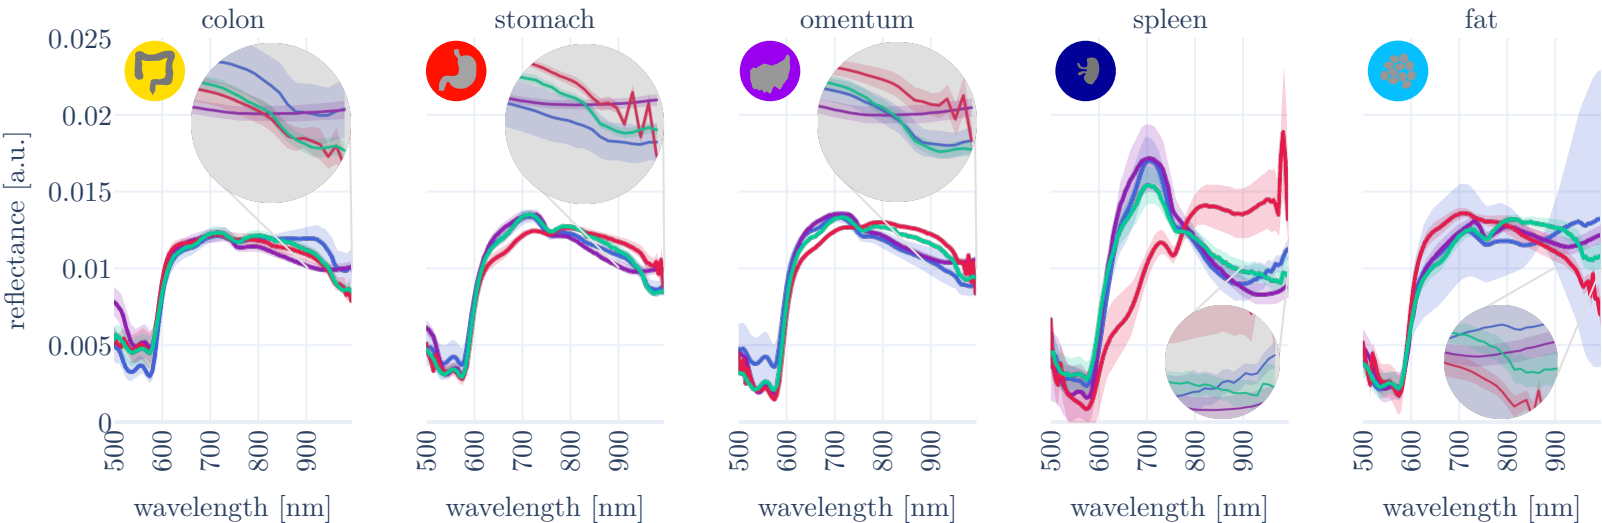 colon stomach omentum spleen fat
reflectance [a.u.]
0.025
0.02
0.015
0.01
0.005
0
500 600 700 800 900 500 600 700 800 900 500 600 700 800 900 500 600 700 800 900 500 600 700 800 900
wavelength [nm] wavelength [nm] wavelength [nm] wavelength [nm] wavelength [nm]